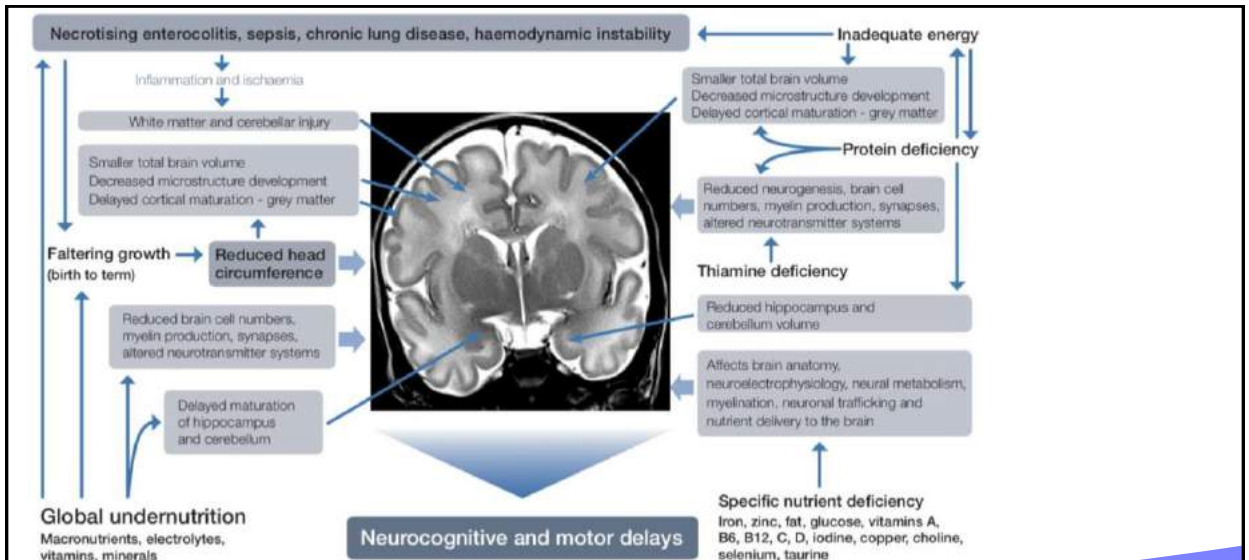 Necrotising enterocolitis, sepsis, chronic lung disease, haemodynamic instability
Inflammation and ischaemia
White matter and cerebellar injury
Smaller total brain volume
Decreased microstructure development
Delayed cortical maturation - grey matter
Faltering growth
(birth to term)
Reduced head
circumference
Reduced brain cell numbers,
myelin production, synapses,
altered neurotransmitter systems
Delayed maturation
of hippocampus
and cerebellum
Global undernutrition
Macronutrients, electrolytes,
vitamins, minerals
Neurocognitive and motor delays
Inadequate energy
Smaller total brain volume
Decreased microstructure development
Delayed cortical maturation - grey matter
Protein deficiency
Reduced neurogenesis, brain cell
numbers, myelin production, synapses,
altered neurotransmitter systems
Thiamine deficiency
Reduced hippocampus and
cerebellum volume
Affects brain anatomy,
neuroelectrophysiology, neural metabolism,
myelination, neuronal trafficking and
nutrient delivery to the brain
Specific nutrient deficiency
Iron, zinc, fat, glucose, vitamins A,
B6, B12, C, D, iodine, copper, choline,
selenium, taurine